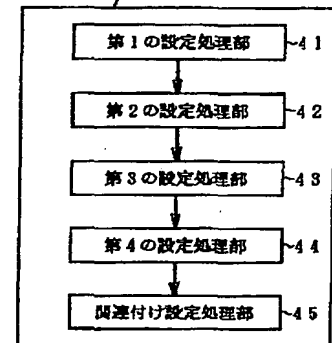 第1の設定処理部 ~41
第2の設定処理部 ~42
第3の設定処理部 ~43
第4の設定処理部 ~44
関連付け設定処理部 ~45